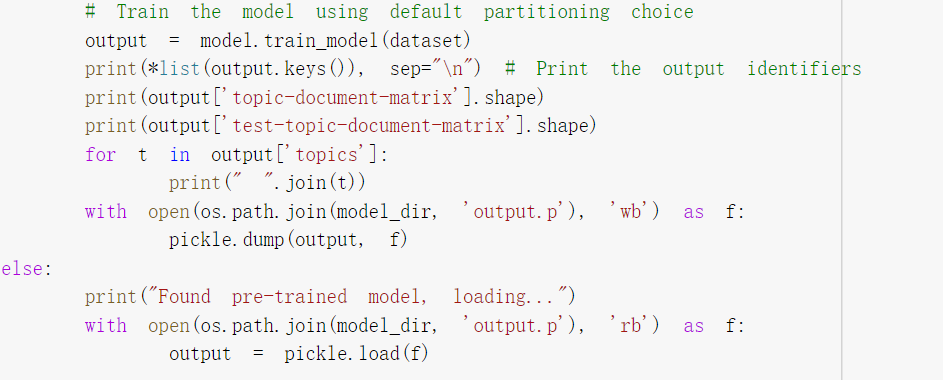 # Train the model using default partitioning choice
output = model.train_model(dataset)
print(*list(output.keys()), sep="\n") # Print the output identifiers
print(output['topic-document-matrix'].shape)
print(output['test-topic-document-matrix'].shape)
for t in output['topics']:
print(" ".join(t))
with open(os.path.join(model_dir, 'output.p'), 'wb') as f:
pickle.dump(output, f)
else:
print("Found pre-trained model, loading...")
with open(os.path.join(model_dir, 'output.p'), 'rb') as f:
output = pickle.load(f)